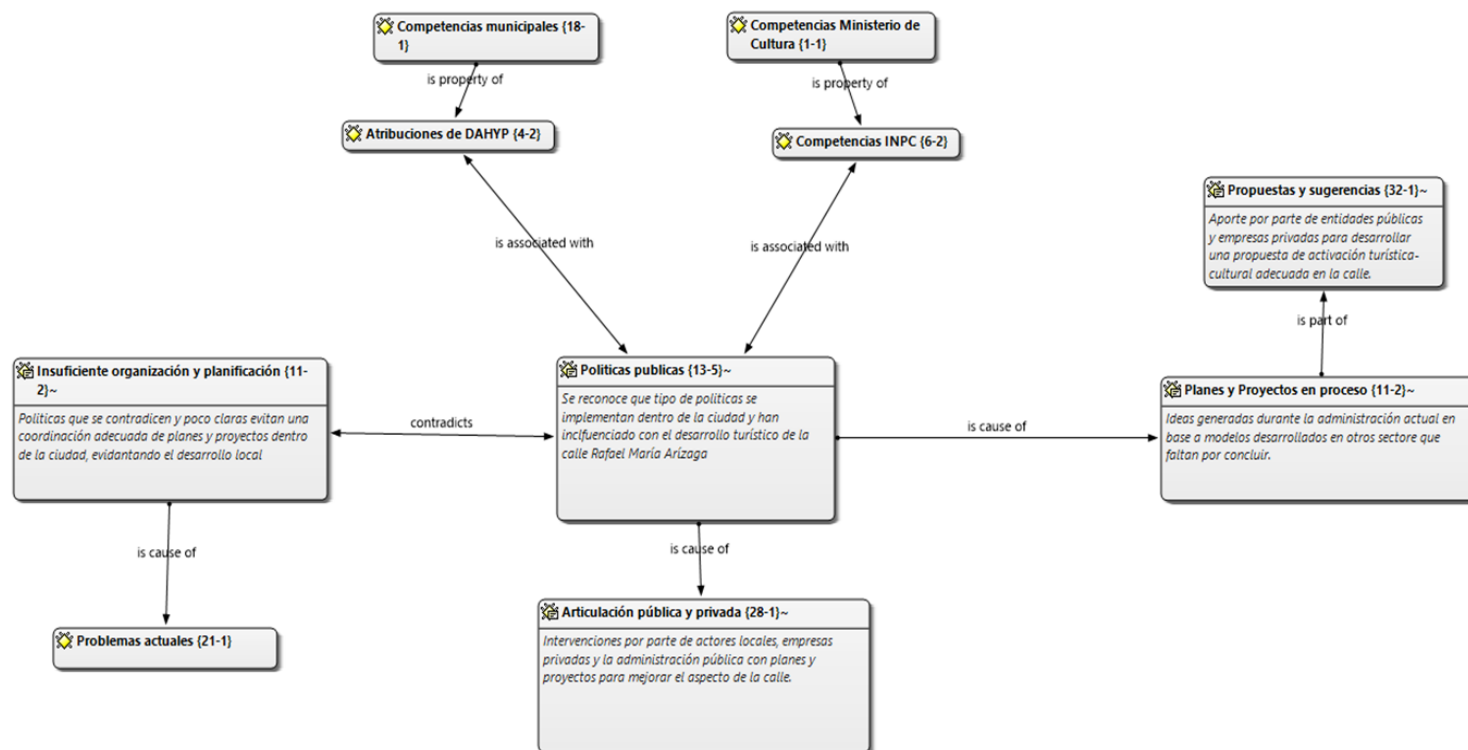 Competencias municipales {18-
1}
Competencias Ministerio de
Cultura {1-1}
is property of
is property of
Atribuciones de DAHYP {4-2}
Competencias INPC {6-2}
Propuestas y sugerencias {32-1}~
Aporte por parte de entidades públicas
y empresas privadas para desarrollar
una propuesta de activación turística-
cultural adecuada en la calle.
is associated with
is associated with
is part of
Insuficiente organización y planificación {11-
2}~
Políticas que se contradicen y poco claras evitan una
coordinación adecuada de planes y proyectos dentro
de la ciudad, evidantando el desarrollo local
contradicts
Politicas publicas {13-5}~
Se reconoce que tipo de políticas se
implementan dentro de la ciudad y han
inclfuenciado con el desarrollo turístico de la
calle Rafael María Arízaga
is cause of
Planes y Proyectos en proceso {11-2}~
Ideas generadas durante la administración actual en
base a modelos desarrollados en otros sectore que
faltan por concluir.
is cause of
is cause of
Problemas actuales {21-1}
Articulación pública y privada {28-1}~
Intervenciones por parte de actores locales, empresas
privadas y la administración pública con planes y
proyectos para mejorar el aspecto de la calle.